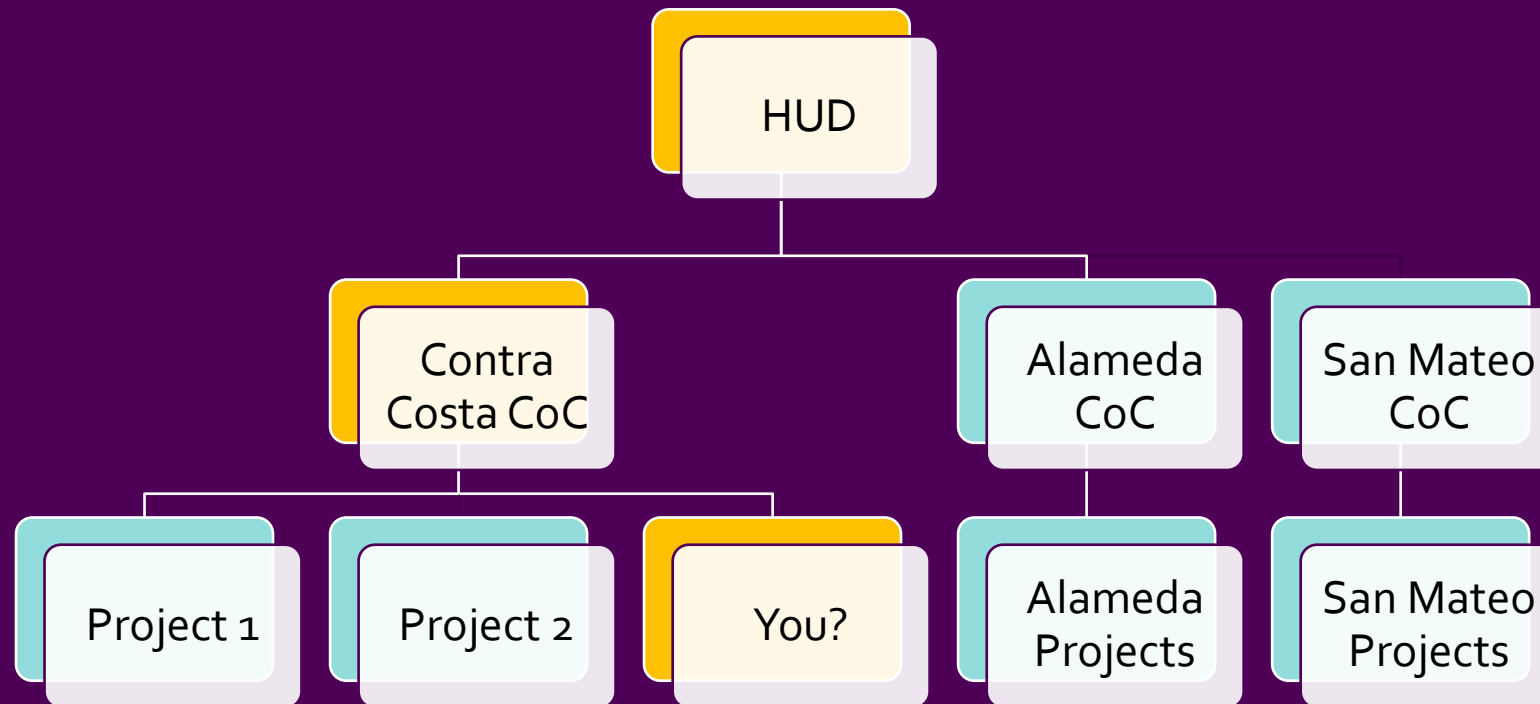 HUD
Contra
Costa CoC
Alameda
CoC
San Mateo
CoC
Project 1
Project 2
You?
Alameda
Projects
San Mateo
Projects